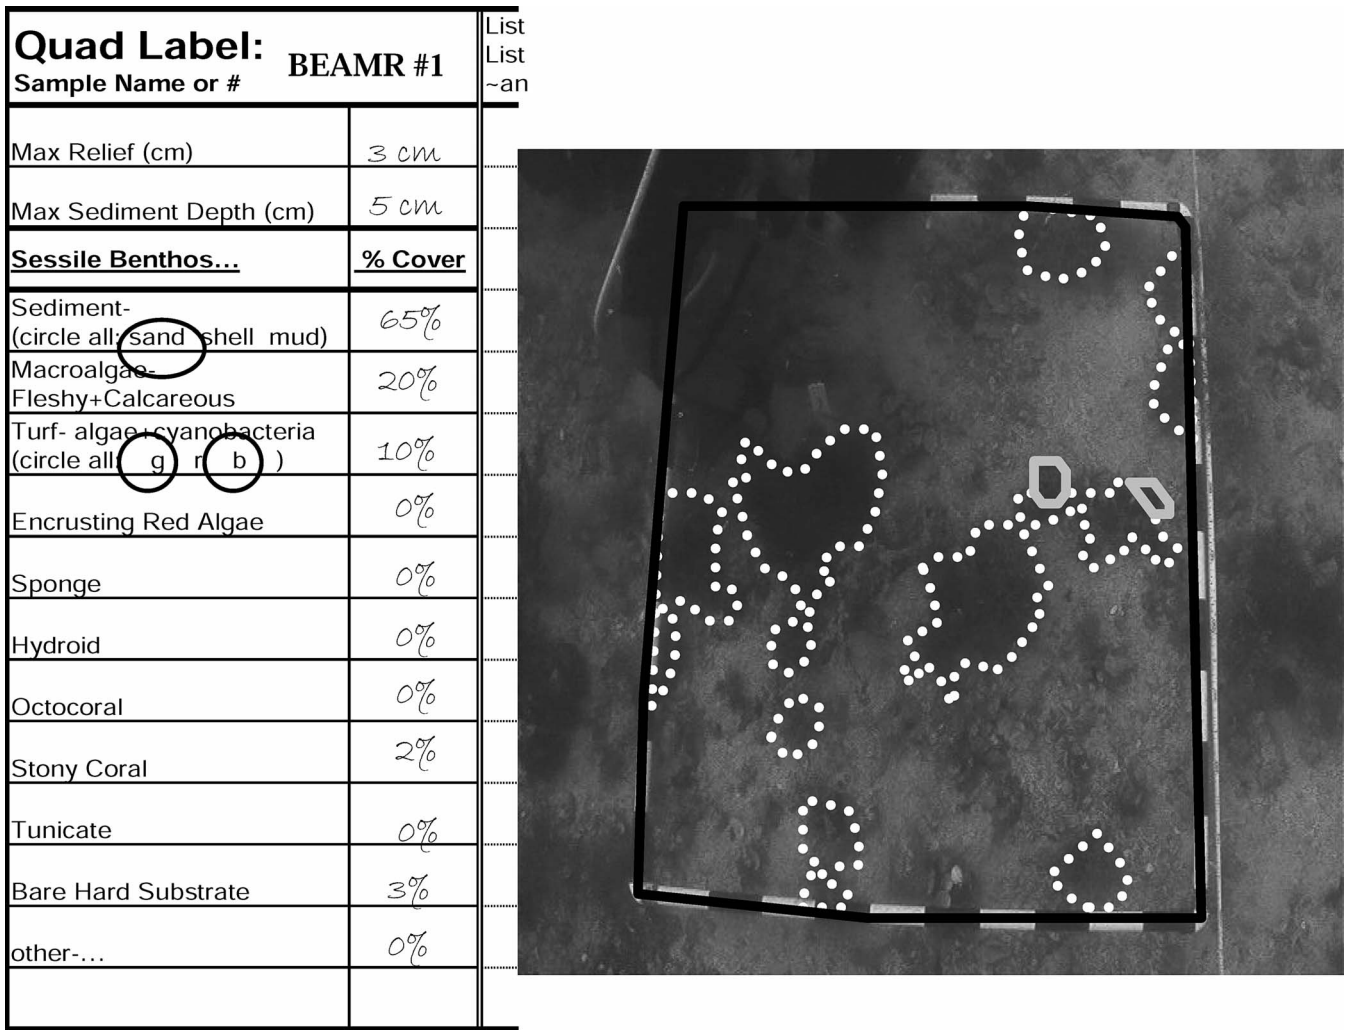 Quad Label: BEAMR #1
Sample Name or #
List
List
~an
Max Relief (cm) 3 cm
Max Sediment Depth (cm) 5 cm
Sessile Benthos... % Cover
Sediment-
(circle all: sand shell mud) 65%
Macroalgae-
Fleshy+Calcareous 20%
Turf- algae+cyanobacteria
(circle all: g r b ) 10%
Encrusting Red Algae 0%
Sponge 0%
Hydroid 0%
Octocoral 0%
Stony Coral 2%
Tunicate 0%
Bare Hard Substrate 3%
other-... 0%